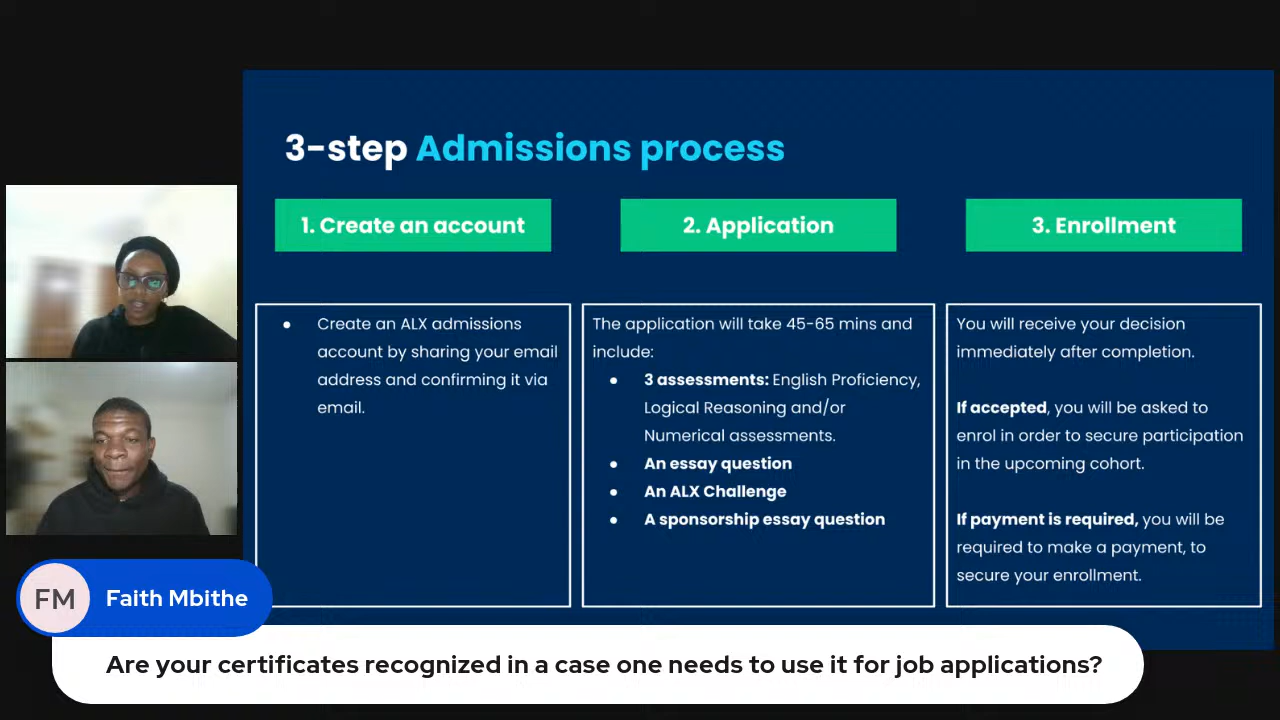 3-step Admissions process
1. Create an account
2. Application
3. Enrollment
● Create an ALX admissions
account by sharing your email
address and confirming it via
email.
The application will take 45-65 mins and
include:
● 3 assessments: English Proficiency,
Logical Reasoning and/or
Numerical assessments.
● An essay question
● An ALX Challenge
● A sponsorship essay question
You will receive your decision
immediately after completion.
If accepted, you will be asked to
enrol in order to secure participation
in the upcoming cohort.
If payment is required, you will be
required to make a payment, to
secure your enrollment.
FM
Faith Mbithe
Are your certificates recognized in a case one needs to use it for job applications?